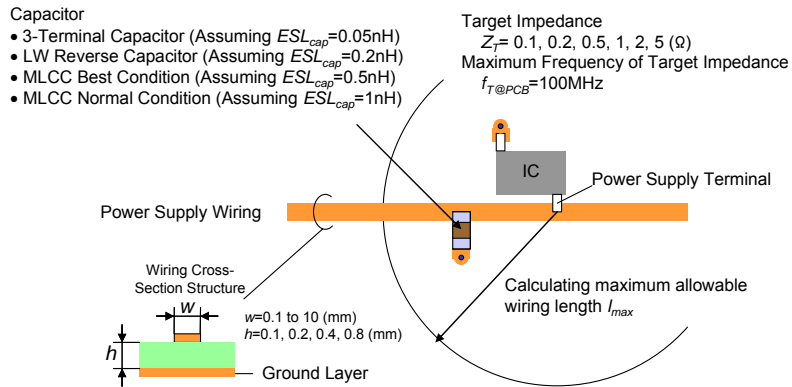 Capacitor
• 3-Terminal Capacitor (Assuming ESLcap=0.05nH)
• LW Reverse Capacitor (Assuming ESLcap=0.2nH)
• MLCC Best Condition (Assuming ESLcap=0.5nH)
• MLCC Normal Condition (Assuming ESLcap=1nH)
Target Impedance
ZT= 0.1, 0.2, 0.5, 1, 2, 5 (Ω)
Maximum Frequency of Target Impedance
fT@PCB=100MHz
IC
Power Supply Terminal
Power Supply Wiring
Wiring Cross-
Section Structure
w
w=0.1 to 10 (mm)
h=0.1, 0.2, 0.4, 0.8 (mm)
h
Ground Layer
Calculating maximum allowable
wiring length lmax